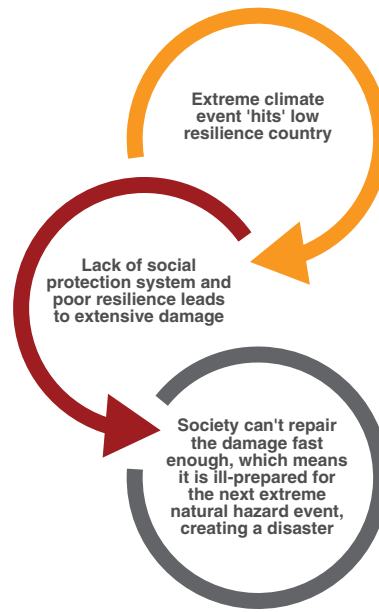 Extreme climate
event 'hits' low
resilience country
Lack of social
protection system and
poor resilience leads
to extensive damage
Society can't repair
the damage fast
enough, which means
it is ill-prepared for
the next extreme
natural hazard event,
creating a disaster